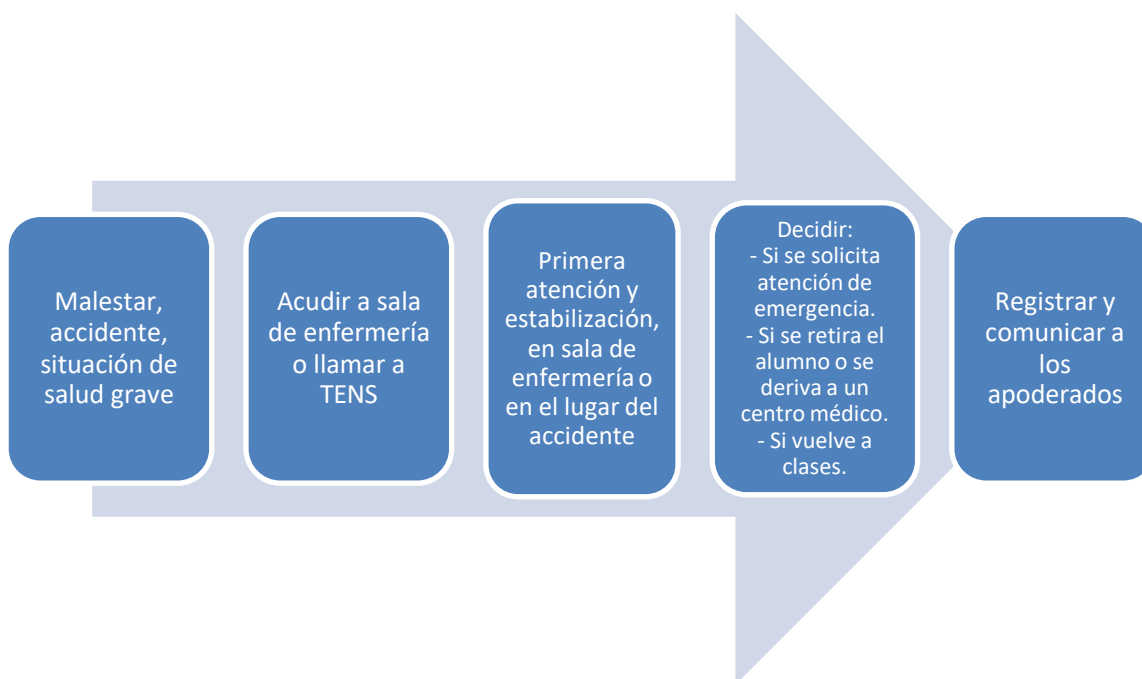 Malestar,
accidente,
situación de
salud grave
Acudir a sala
de enfermería
o llamar a
TENS
Primera
atención y
estabilización,
en sala de
enfermería o
en el lugar del
accidente
Decidir:
- Si se solicita
atención de
emergencia.
- Si se retira el
alumno o se
deriva a un
centro médico.
- Si vuelve a
clases.
Registrar y
comunicar a
los
apoderados